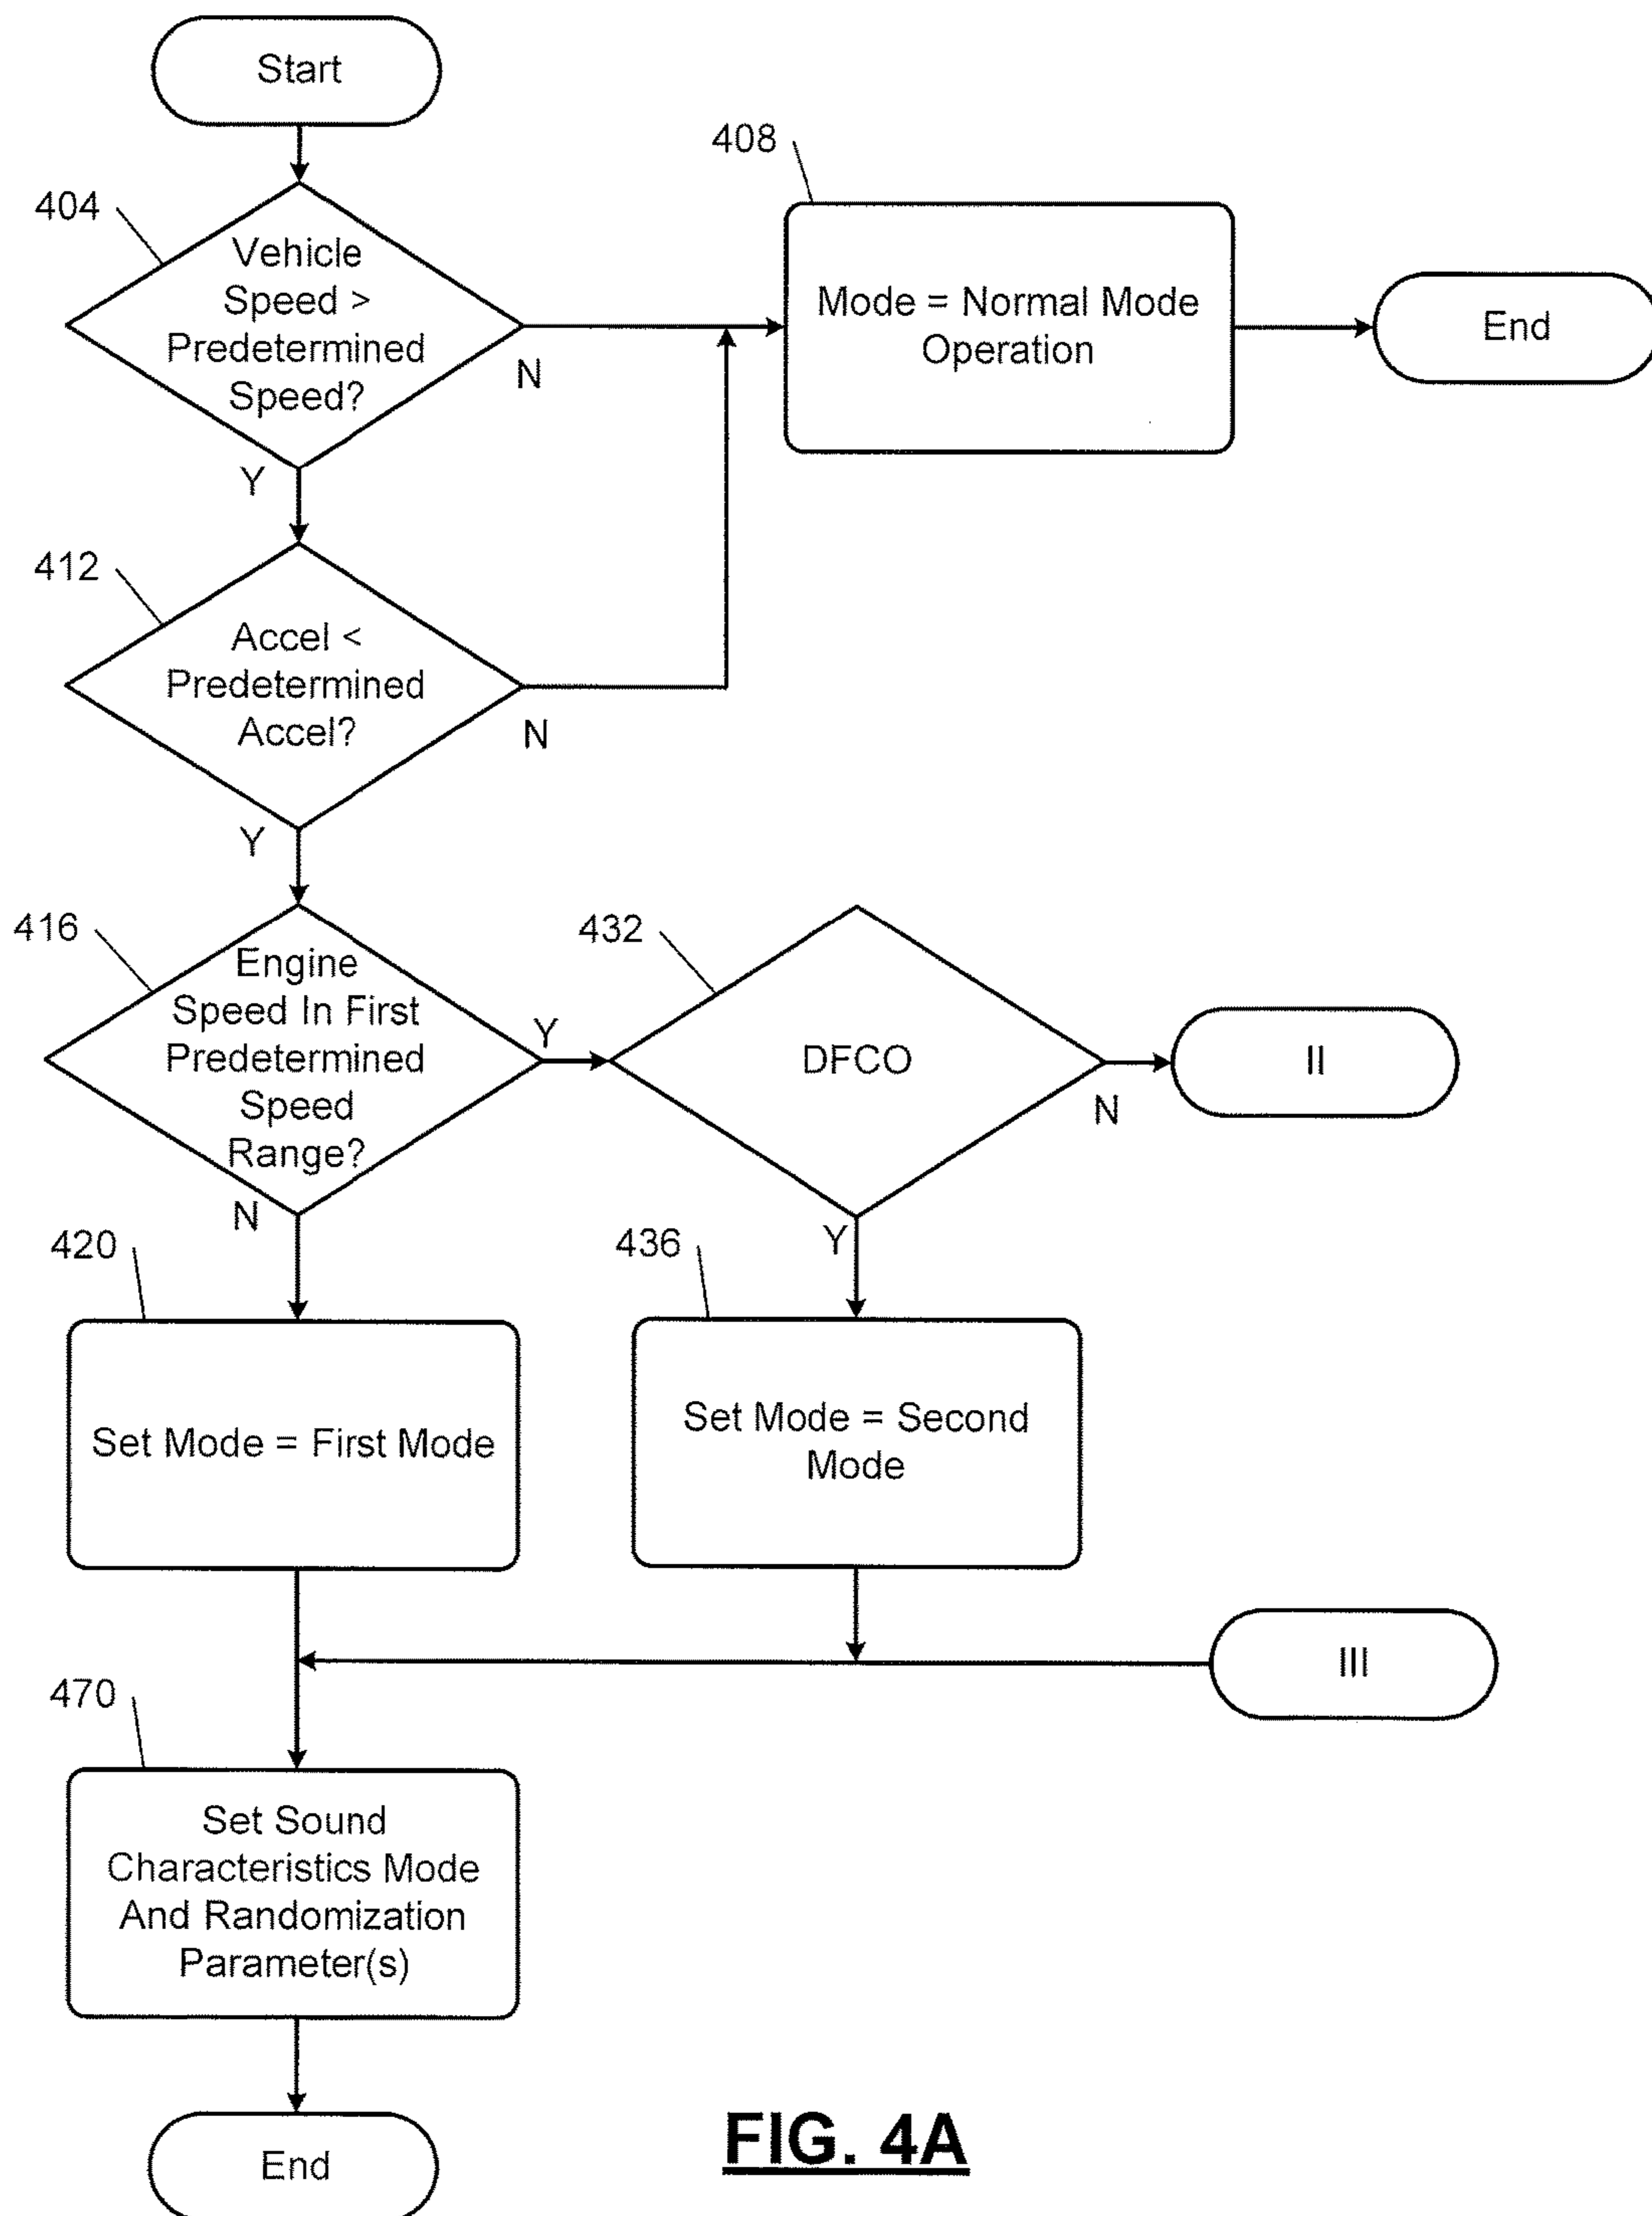 Start
404
Vehicle
Speed >
Predetermined
Speed?
N
Y
408
Mode = Normal Mode
Operation
End
412
Accel <
Predetermined
Accel?
N
Y
416
Engine
Speed In First
Predetermined
Speed
Range?
Y
N
432
DFCO
N
Y
II
420
Set Mode = First Mode
436
Set Mode = Second
Mode
III
470
Set Sound
Characteristics Mode
And Randomization
Parameter(s)
End
FIG. 4A